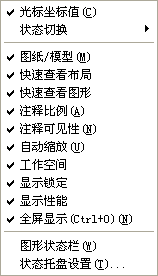 光标坐标值(C)
状态切换
图纸/模型(M)
快速查看布局
快速查看图形
注释比例(A)
注释可见性(N)
自动缩放(U)
工作空间
显示锁定
显示性能
全屏显示(Ctrl+0)(N)
图形状态栏(W)
状态托盘设置(T)...